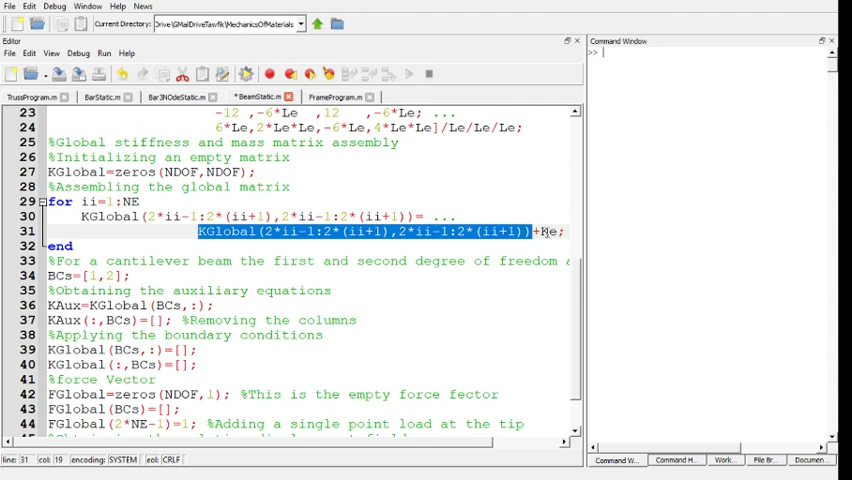 File Edit Debug Window Help News
Current Directory: Drive\GMailDriveTawfik\MechanicsOfMaterials
Editor
File Edit View Debug Run Help
TrussProgram.m BarStatic.m Bar3NOdeStatic.m * BeamStatic.m FrameProgram.m
23 -12 ,-6*Le ,12 ,-6*Le; ...
24 6*Le,2*Le*Le,-6*Le,4*Le*Le]/Le/Le/Le;
25 %Global stiffness and mass matrix assembly
26 %Initializing an empty matrix
27 KGlobal=zeros(NDOF,NDOF);
28 %Assembling the global matrix
29 for ii=1:NE
30 KGlobal(2*ii-1:2*(ii+1),2*ii-1:2*(ii+1))= ...
31 KGlobal(2*ii-1:2*(ii+1),2*ii-1:2*(ii+1))+Ke;
32 end
33 %For a cantilever beam the first and second degree of freedom a
34 BCs=[1,2];
35 %Obtaining the auxiliary equations
36 KAux=KGlobal(BCs,:);
37 KAux(:,BCs)=[]; %Removing the columns
38 %Applying the boundary conditions
39 KGlobal(BCs,:)=[];
40 KGlobal(:,BCs)=[];
41 %force Vector
42 FGlobal=zeros(NDOF,1); %This is the empty force fector
43 FGlobal(BCs)=[];
44 FGlobal(2*NE-1)=1; %Adding a single point load at the tip
line: 31 col: 19 encoding: SYSTEM eol: CRLF
Command Window
>>
Command W... Command H... Work... File Br... Documen...